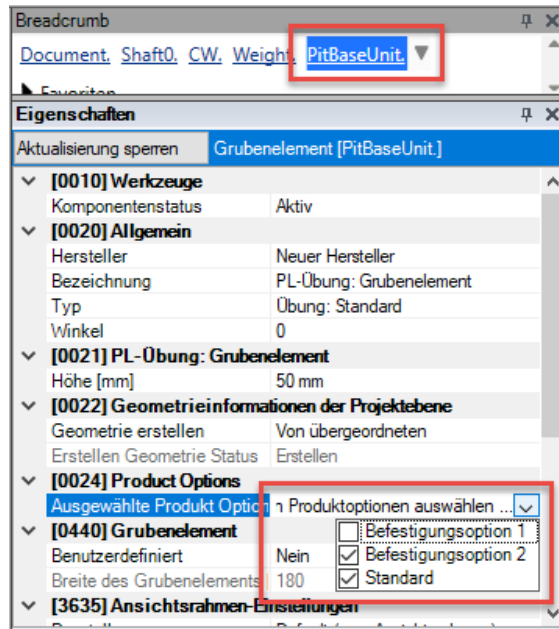 Breadcrumb
Document. Shaft0. CW. Weight. PitBaseUnit.
Favoriten
Eigenschaften
Aktualisierung sperren Grubenelement [PitBaseUnit.]
[0010] Werkzeuge
Komponentenstatus Aktiv
[0020] Allgemein
Hersteller Neuer Hersteller
Bezeichnung PL-Übung: Grubenelement
Typ Übung: Standard
Winkel 0
[0021] PL-Übung: Grubenelement
Höhe [mm] 50 mm
[0022] Geometrieinformationen der Projektebene
Geometrie erstellen Von übergeordneten
Erstellen Geometrie Status Erstellen
[0024] Product Options
Ausgewählte Produkt Option n Produktoptionen auswählen ...
Befestigungsoption 1
[0440] Grubenelement Befestigungsoption 2
Benutzerdefiniert Nein Standard
Breite des Grubenelements 180
[3635] Ansichtsrahmen-Einstellungen